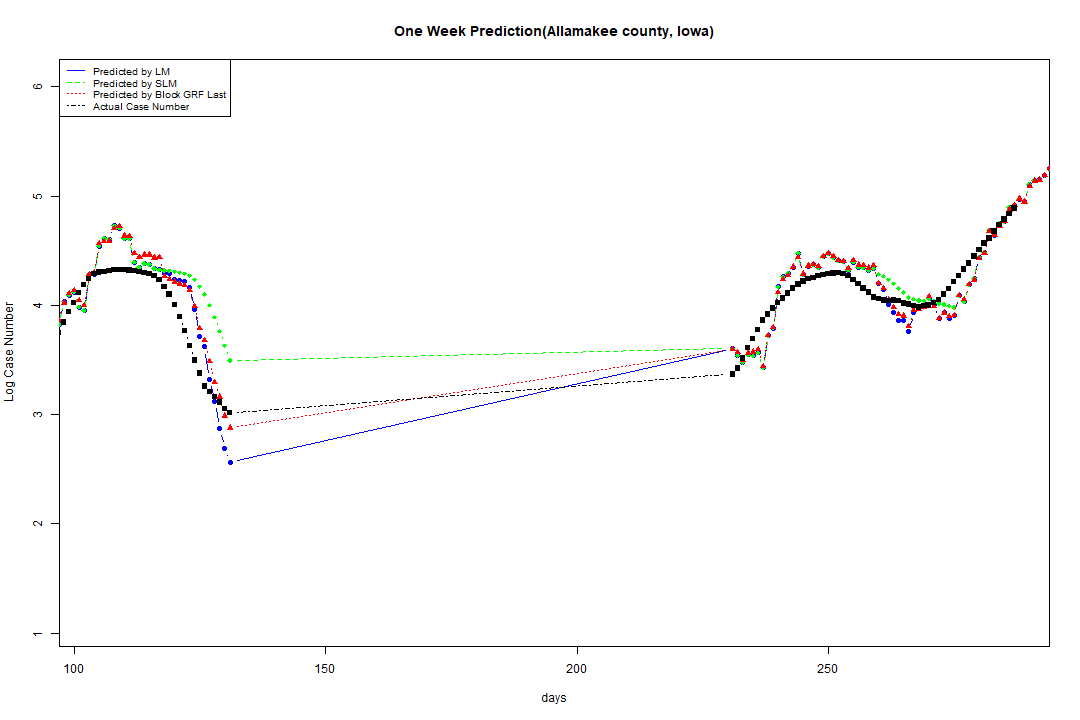 One Week Prediction(Allamakee county, Iowa)
Predicted by LM
Predicted by SLM
Predicted by Block GRF Last
Actual Case Number
6
5
4
3
2
1
Log Case Number
100
150
200
250
days